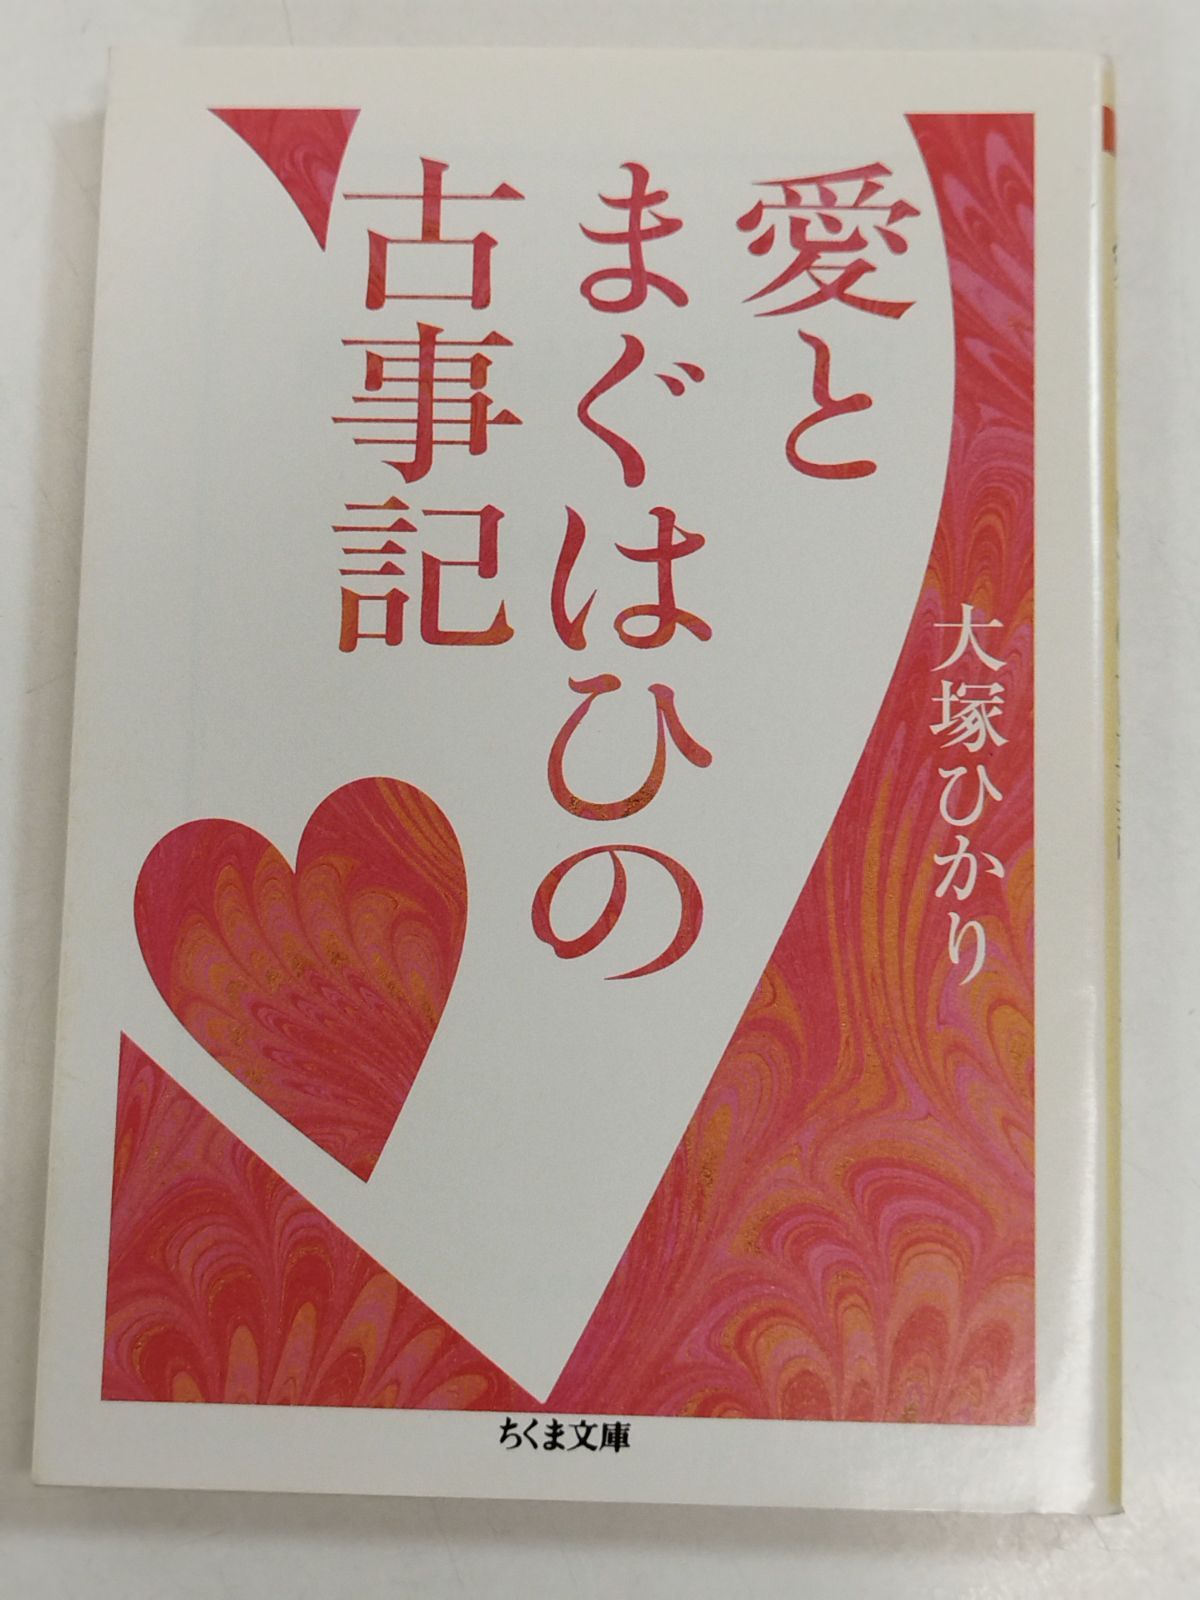 愛と
まぐはひの
古事記
大塚ひかり
ちくま文庫